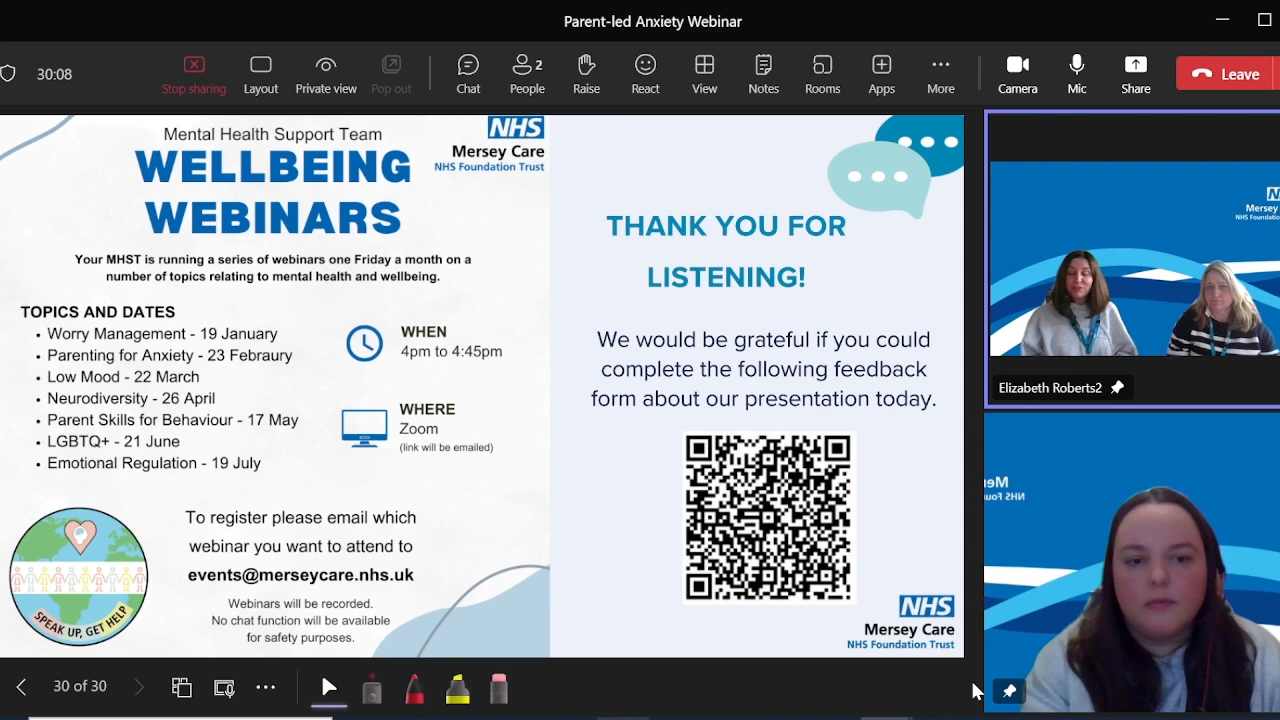 Parent-led Anxiety Webinar
30:08
Stop sharing
Layout
Private view
Pop out
Chat
2
People
Raise
React
View
Notes
Rooms
Apps
More
Camera
Mic
Share
Leave
Mental Health Support Team
WELLBEING
WEBINARS
NHS
Mersey Care
NHS Foundation Trust
Your MHST is running a series of webinars one Friday a month on a
number of topics relating to mental health and wellbeing.
TOPICS AND DATES
• Worry Management - 19 January
• Parenting for Anxiety - 23 Febraury
• Low Mood - 22 March
• Neurodiversity - 26 April
• Parent Skills for Behaviour - 17 May
• LGBTQ+ - 21 June
• Emotional Regulation - 19 July
WHEN
4pm to 4:45pm
WHERE
Zoom
(link will be emailed)
SPEAK UP, GET HELP
To register please email which
webinar you want to attend to
events@merseycare.nhs.uk
Webinars will be recorded.
No chat function will be available
for safety purposes.
THANK YOU FOR
LISTENING!
We would be grateful if you could
complete the following feedback
form about our presentation today.
NHS
Mersey Care
NHS Foundation Trust
N
Mersey
NHS Foundation
Elizabeth Roberts2
30 of 30